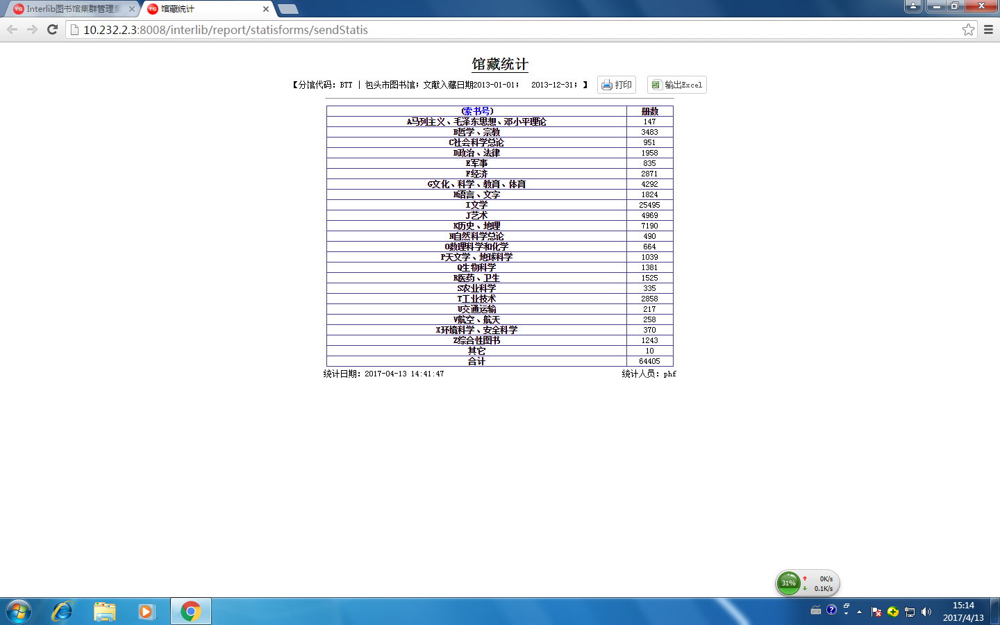 Interlib图书馆集群管理系
馆藏统计
10.232.2.3:8008/interlib/report/statisforms/sendStatis
馆藏统计
【分馆代码：BTT | 包头市图书馆；文献入藏日期2013-01-01； 2013-12-31；】 打印 输出Excel
(索书号) 册数
A马列主义、毛泽东思想、邓小平理论 147
B哲学、宗教 3483
C社会科学总论 951
D政治、法律 1958
E军事 835
F经济 2871
G文化、科学、教育、体育 4292
H语言、文字 1824
I文学 25495
J艺术 4969
K历史、地理 7190
N自然科学总论 490
O数理科学和化学 664
P天文学、地球科学 1039
Q生物科学 1381
R医药、卫生 1525
S农业科学 335
T工业技术 2858
U交通运输 217
V航空、航天 258
X环境科学、安全科学 370
Z综合性图书 1243
其它 10
合计 64405
统计日期：2017-04-13 14:41:47 统计人员：phf
31% 0K/s
0.1K/s
15:14
2017/4/13